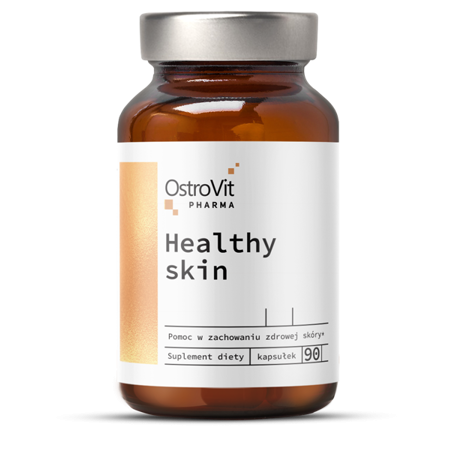 OstroVit
PHARMA
Healthy
skin
Pomoc w zachowaniu zdrowej skóry*
Suplement diety kapsułek 90